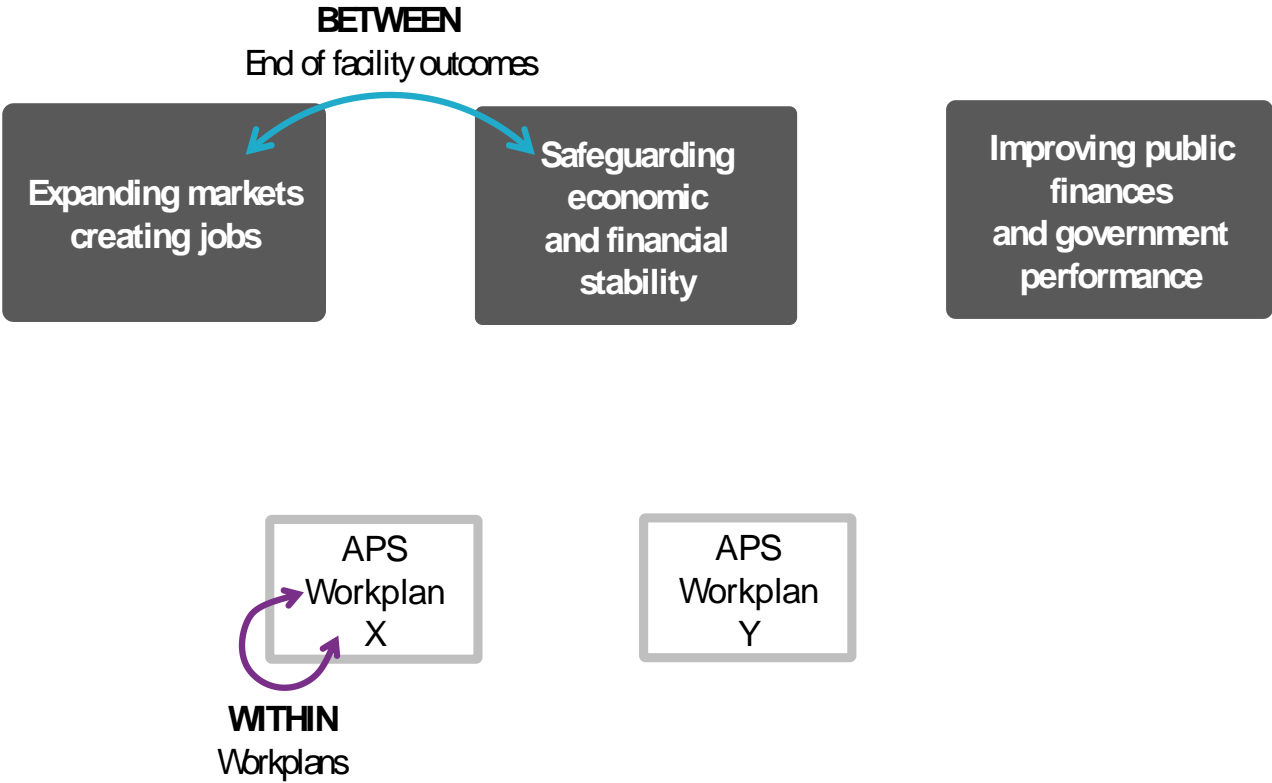 BETWEEN
End of facility outcomes
Expanding markets
creating jobs
Safeguarding
economic
and financial
stability
Improving public
finances
and government
performance
APS
Workplan
X
APS
Workplan
Y
WITHIN
Workplans